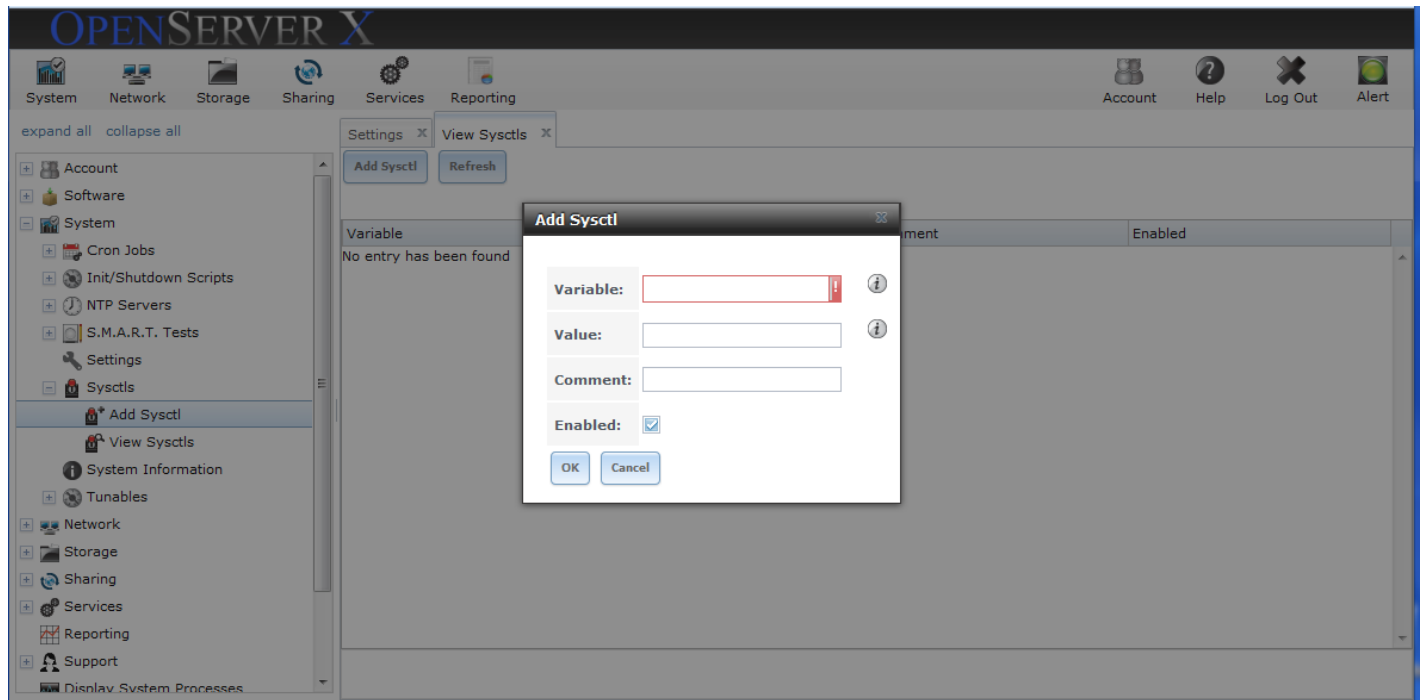 OPENSERVER X
System Network Storage Sharing Services Reporting Account Help Log Out Alert
expand all collapse all
Settings X View Sysctls X
Add Sysctl Refresh
Account
Software
System
Cron Jobs
Init/Shutdown Scripts
NTP Servers
S.M.A.R.T. Tests
Settings
Sysctls
Add Sysctl
View Sysctls
System Information
Tunables
Network
Storage
Sharing
Services
Reporting
Support
Display System Processes
Variable ment Enabled
No entry has been found
Add Sysctl
Variable: !
Value:
Comment:
Enabled:
OK Cancel